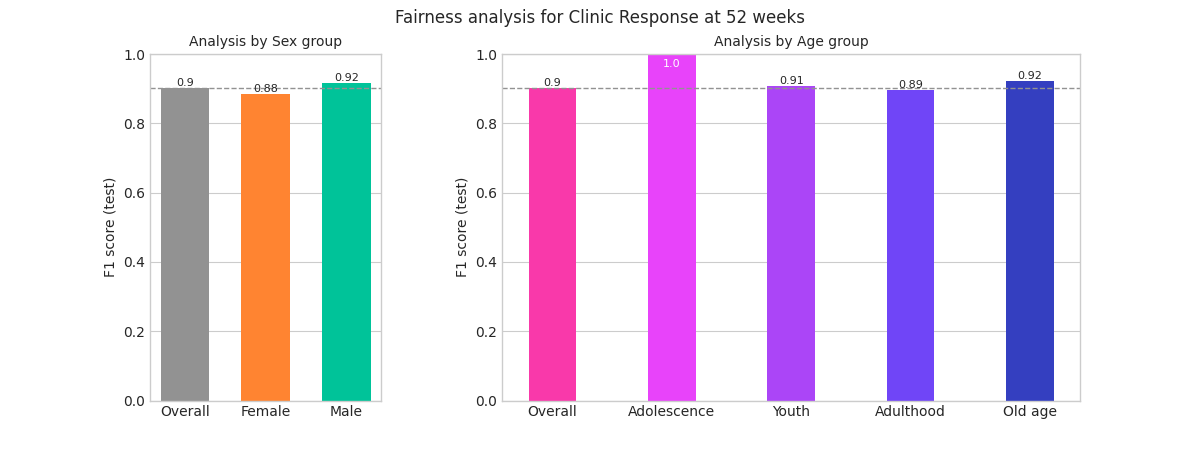 Fairness analysis for Clinic Response at 52 weeks
Analysis by Sex group
F1 score (test)
1.0
0.8
0.6
0.4
0.2
0.0
0.9
0.88
0.92
Overall
Female
Male
Analysis by Age group
F1 score (test)
1.0
0.8
0.6
0.4
0.2
0.0
0.9
1.0
0.91
0.89
0.92
Overall
Adolescence
Youth
Adulthood
Old age